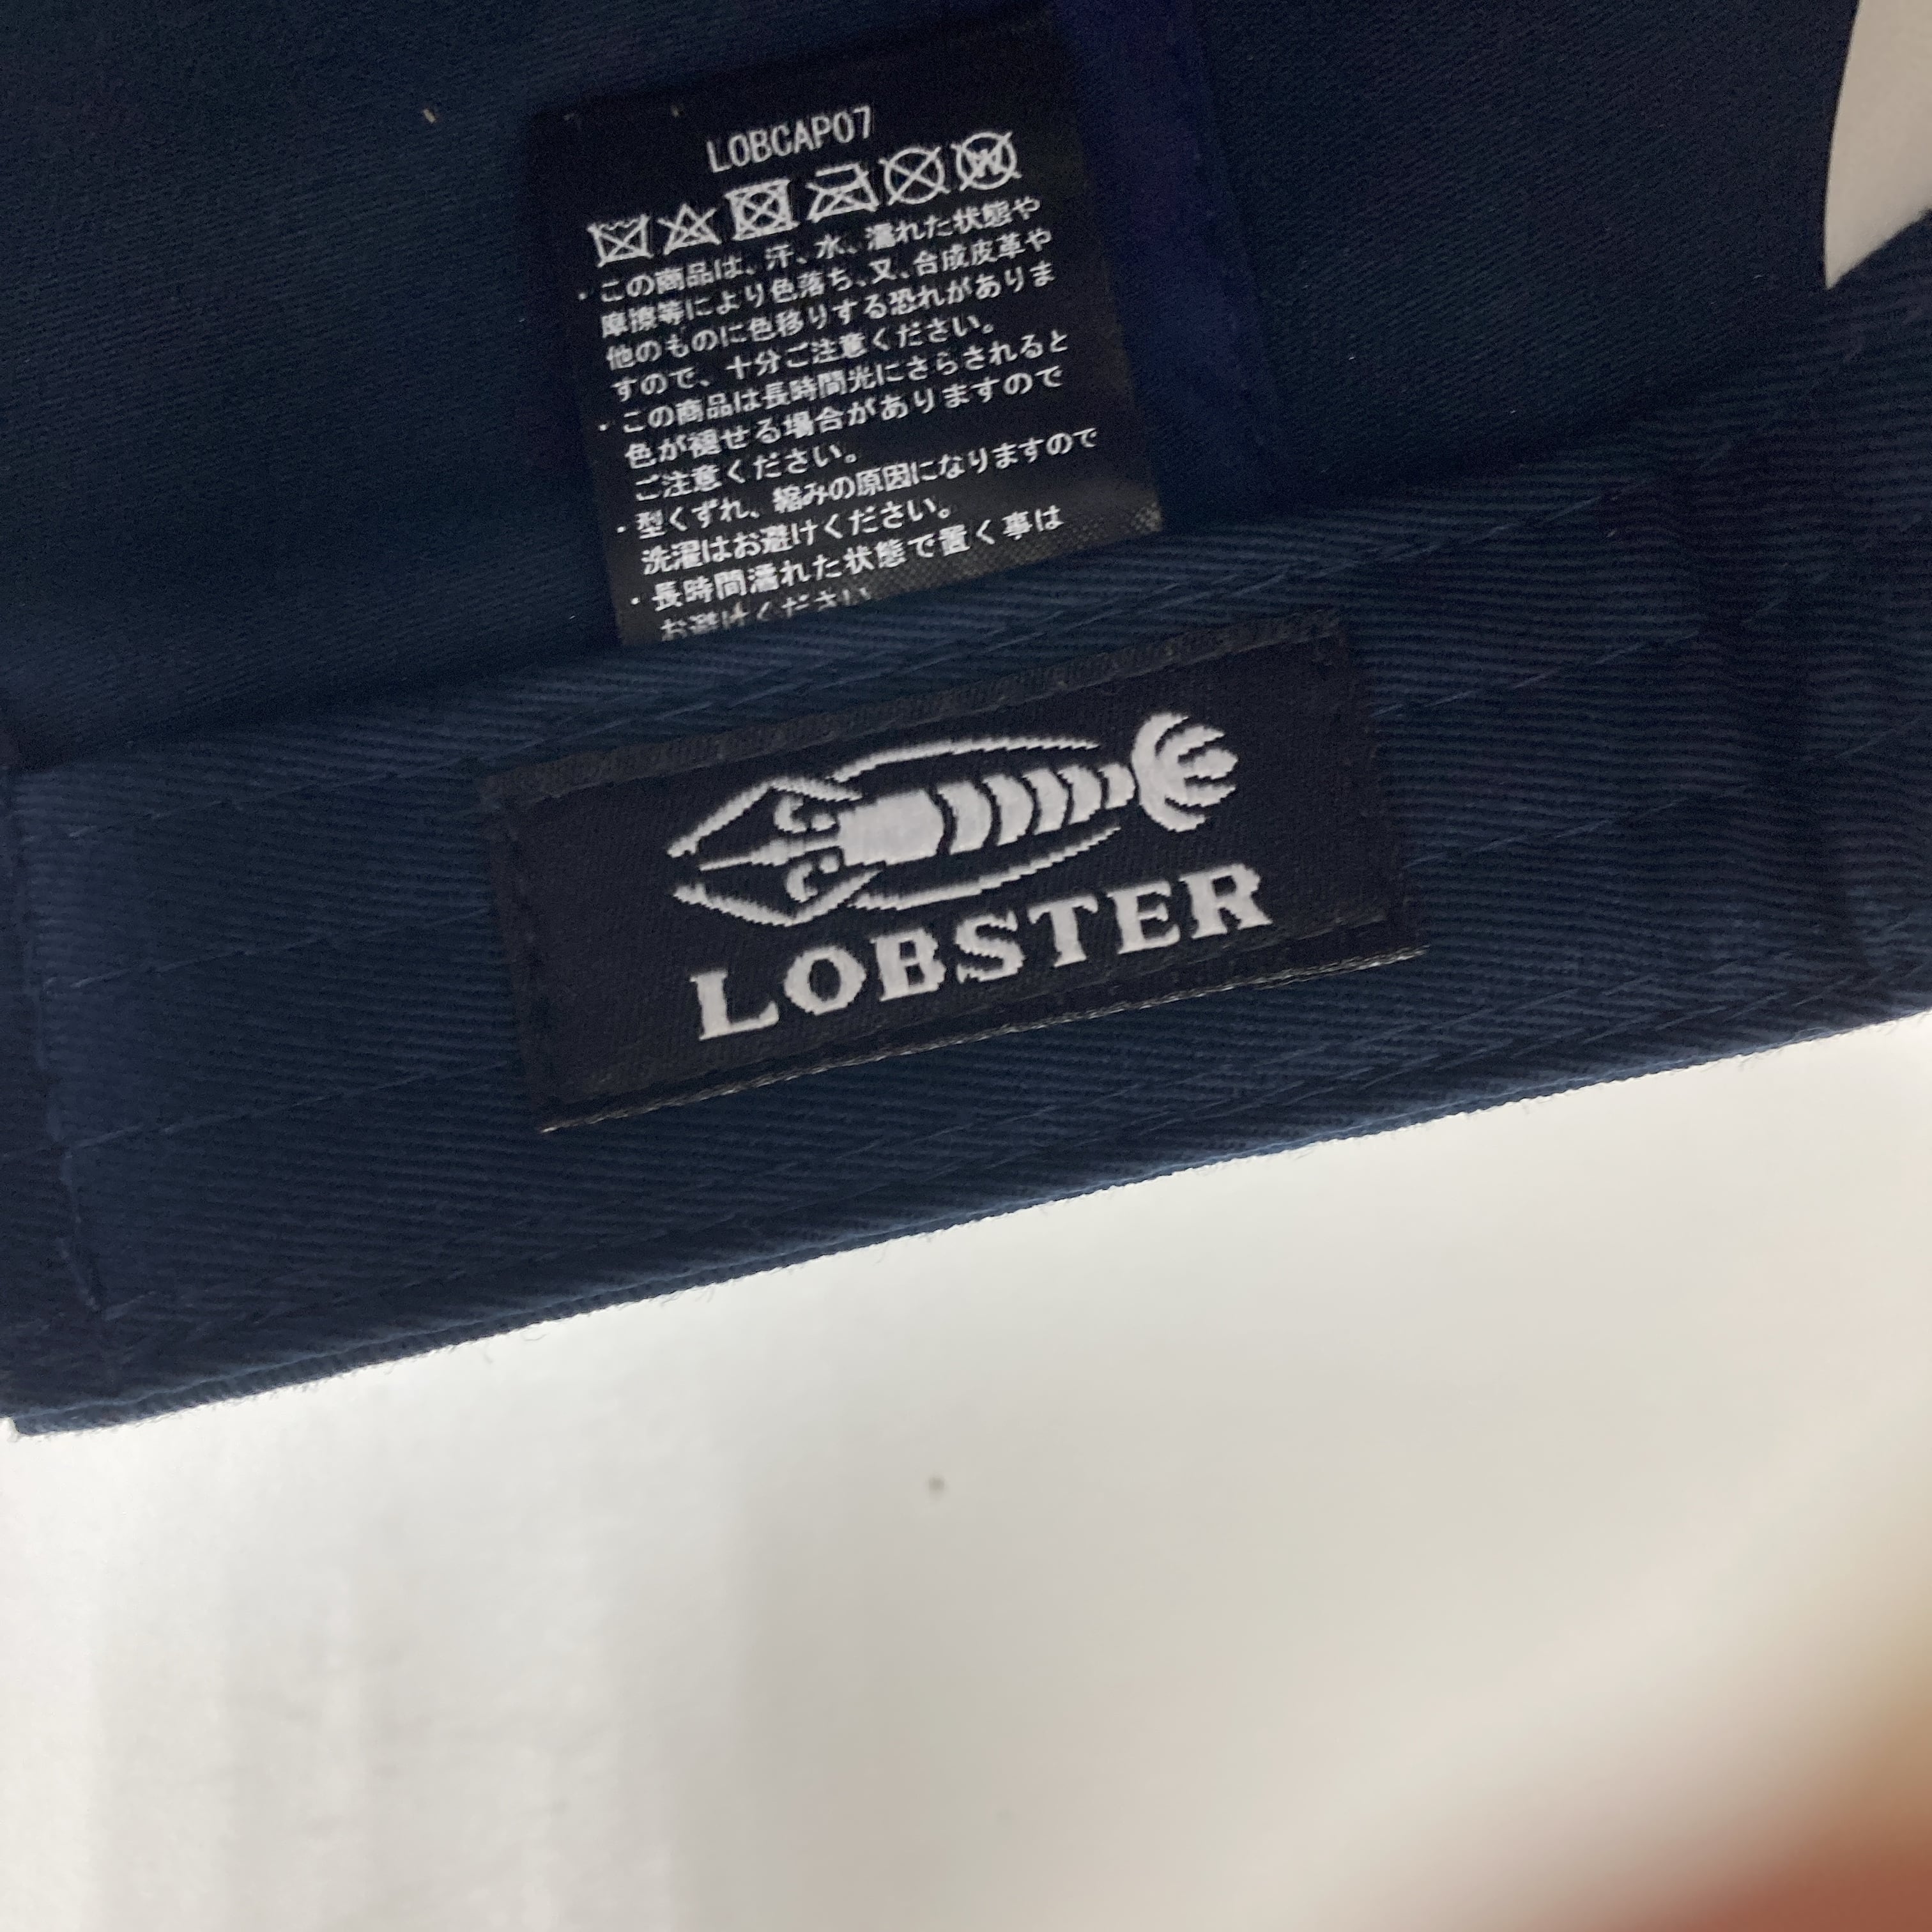 LOBCAP07
・この商品は、汗、水、濡れた状態や
摩擦等により色落ち、又、合成皮革や
他のものに色移りする恐れがありま
すので、十分ご注意ください。
・この商品は長時間光にさらされると
色が褪せる場合がありますので
ご注意ください。
・型くずれ、縮みの原因になりますので
洗濯はお避けください。
・長時間濡れた状態で置く事は
お避けください
LOBSTER